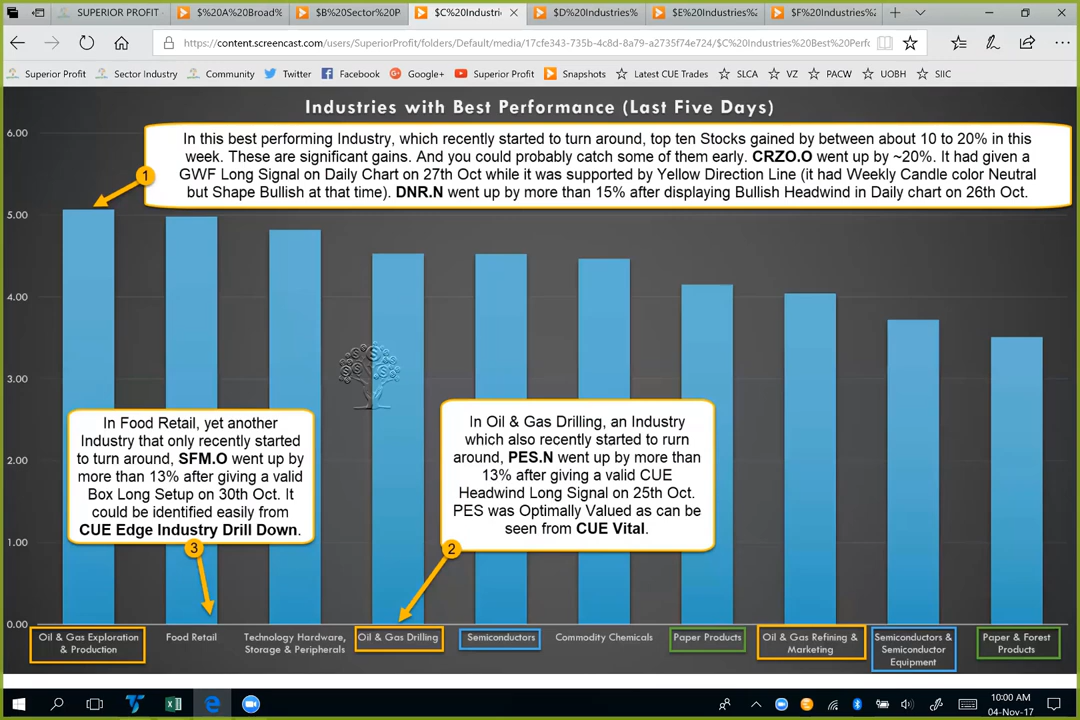 SUPERIOR PROFIT
$%20A%20Broad%
$B%20Sector%20P
$C%20Industri
$D%20Industries%
$E%20Industries%2
$F%20Industries%2
https://content.screencast.com/users/SuperiorProfit/folders/Default/media/17cfe343-735b-4c8d-8a79-a2735f74e724/$C%20Industries%20Best%20Perf
Superior Profit
Sector Industry
Community
Twitter
Facebook
Google+
Superior Profit
Snapshots
Latest CUE Trades
SLCA
VZ
PACW
UOBH
SIIC
Industries with Best Performance (Last Five Days)
In this best performing Industry, which recently started to turn around, top ten Stocks gained by between about 10 to 20% in this
week. These are significant gains. And you could probably catch some of them early. CRZO.O went up by ~20%. It had given a
GWF Long Signal on Daily Chart on 27th Oct while it was supported by Yellow Direction Line (it had Weekly Candle color Neutral
but Shape Bullish at that time). DNR.N went up by more than 15% after displaying Bullish Headwind in Daily chart on 26th Oct.
1
6.00
5.00
4.00
3.00
2.00
1.00
0.00
In Food Retail, yet another
Industry that only recently started
to turn around, SFM.O went up by
more than 13% after giving a valid
Box Long Setup on 30th Oct. It
could be identified easily from
CUE Edge Industry Drill Down.
3
In Oil & Gas Drilling, an Industry
which also recently started to rurn
around, PES.N went up by more than
13% after giving a valid CUE
Headwind Long Signal on 25th Oct.
PES was Optimally Valued as can be
seen from CUE Vital.
2
Oil & Gas Exploration
& Production
Food Retail
Technology Hardware,
Storage & Peripherals
Oil & Gas Drilling
Semiconductors
Commodity Chemicals
Paper Products
Oil & Gas Refining &
Marketing
Semiconductors &
Semiconductor
Equipment
Paper & Forest
Products
10:00 AM
04-Nov-17